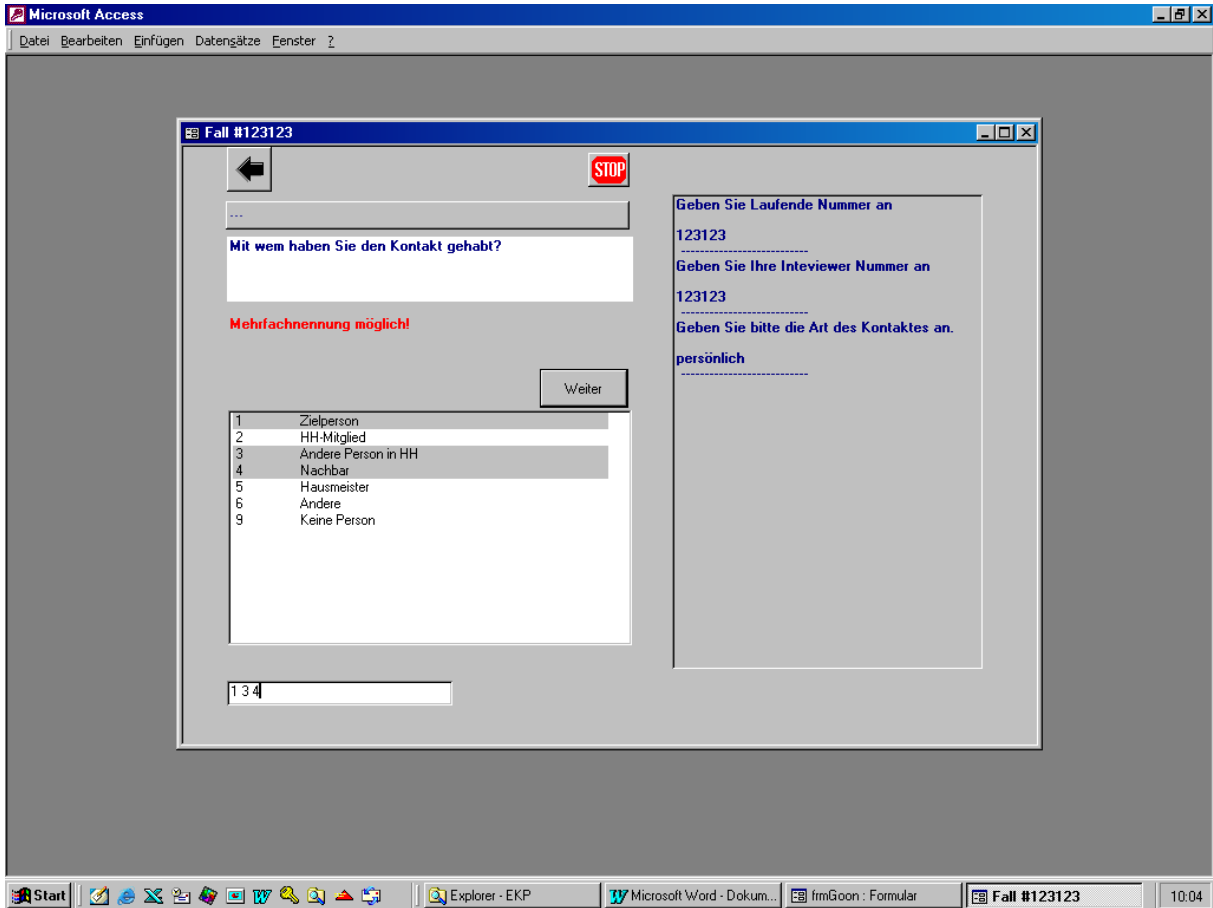 Microsoft Access
Datei Bearbeiten Einfügen Datensätze Fenster ?
Fall #123123
STOP
...
Mit wem haben Sie den Kontakt gehabt?
Mehrfachnennung möglich!
Weiter
1 Zielperson
2 HH-Mitglied
3 Andere Person in HH
4 Nachbar
5 Hausmeister
6 Andere
9 Keine Person
1 3 4
Geben Sie Laufende Nummer an
123123
---------------------------
Geben Sie Ihre Inteviewer Nummer an
123123
---------------------------
Geben Sie bitte die Art des Kontaktes an.
persönlich
---------------------------
Start Explorer - EKP Microsoft Word - Dokum... frmGoon : Formular Fall #123123 10:04